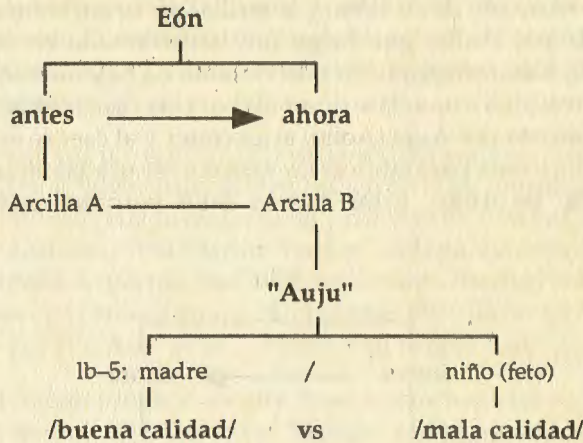 Eón
antes ahora
Arcilla A Arcilla B
"Auju"
lb–5: madre / niño (feto)
/buena calidad/ vs /mala calidad/